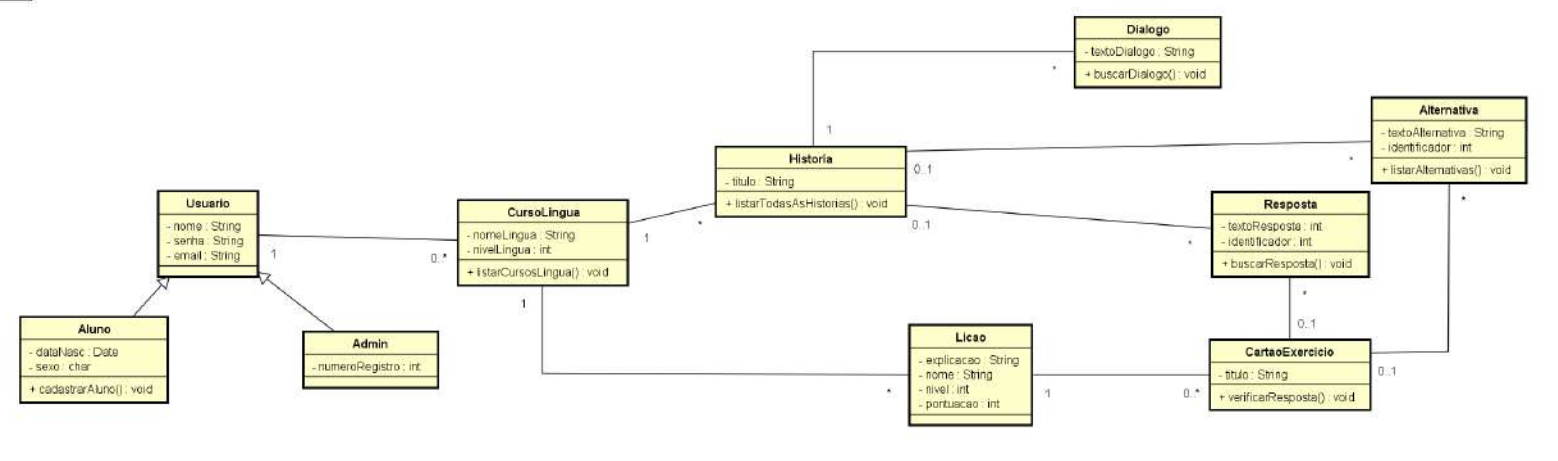 Dialogo
- textoDialogo : String
+ buscarDialogo() : void
*
1
Alternativa
- textoAlternativa : String
- identificador : int
+ listarAlternativas() : void
*
*
Historia
- titulo : String
+ listarTodasAsHistorias() : void
0..1
0..1
*
Resposta
- textoResposta : int
- identificador : int
+ buscarResposta() : void
*
*
0..1
Usuario
- nome : String
- senha : String
- email : String
1
0..*
CursoLingua
- nomeLingua : String
- nivelLingua : int
+ listarCursosLingua() : void
1
1
Aluno
- dataNasc : Date
- sexo : char
+ cadastrarAluno() : void
Admin
- numeroRegistro : int
Licao
- explicacao : String
- nome : String
- nivel : int
- pontuacao : int
*
1
0..*
CartaoExercicio
- titulo : String
+ verificarResposta() : void
0..1